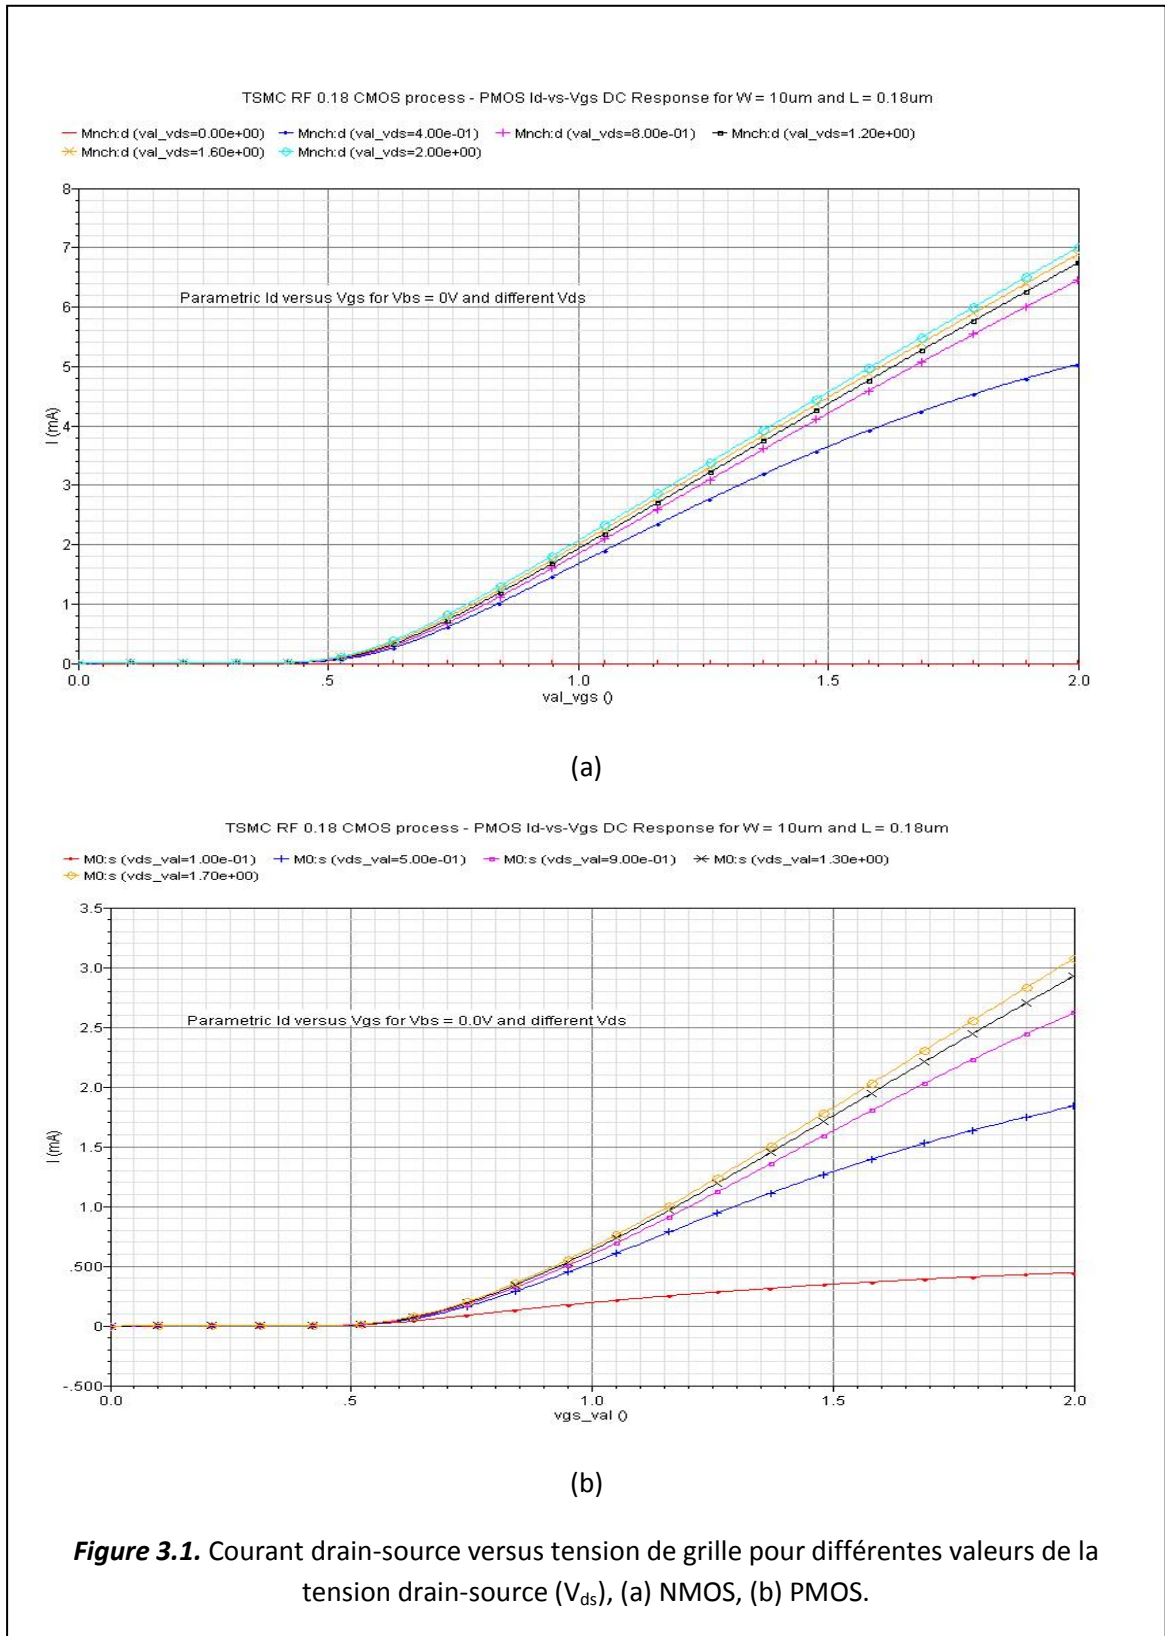 TSMC RF 0.18 CMOS process - PMOS Id-vs-Vgs DC Response for W = 10um and L = 0.18um
Mnch:d (val_vds=0.00e+00) Mnch:d (val_vds=4.00e-01) Mnch:d (val_vds=8.00e-01) Mnch:d (val_vds=1.20e+00)
Mnch:d (val_vds=1.60e+00) Mnch:d (val_vds=2.00e+00)
8
7
Parametric Id versus Vgs for Vbs = 0V and different Vds
6
5
I (mA)
4
3
2
1
0
0.0 .5 1.0 1.5 2.0
val_vgs ()
(a)
TSMC RF 0.18 CMOS process - PMOS Id-vs-Vgs DC Response for W = 10um and L = 0.18um
M0:s (vds_val=1.00e-01) M0:s (vds_val=5.00e-01) M0:s (vds_val=9.00e-01) M0:s (vds_val=1.30e+00)
M0:s (vds_val=1.70e+00)
3.5
3.0
Parametric Id versus Vgs for Vbs = 0.0V and different Vds
2.5
2.0
I (mA)
1.5
1.0
.500
0
-.500
0.0 .5 1.0 1.5 2.0
vgs_val ()
(b)
Figure 3.1. Courant drain-source versus tension de grille pour différentes valeurs de la
tension drain-source (Vds), (a) NMOS, (b) PMOS.